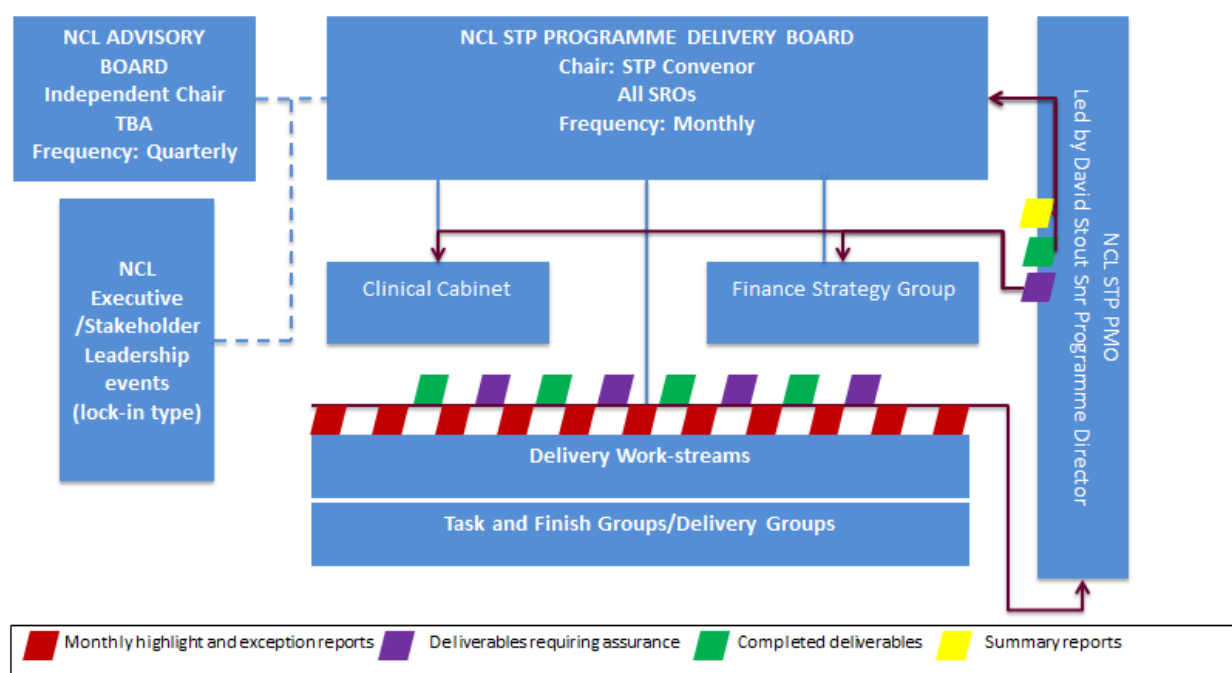 NCL ADVISORY
BOARD
Independent Chair
TBA
Frequency: Quarterly
NCL STP PROGRAMME DELIVERY BOARD
Chair: STP Convenor
All SROs
Frequency: Monthly
NCL STP PMO
Led by David Stout Snr Programme Director
NCL
Executive
/Stakeholder
Leadership
events
(lock-in type)
Clinical Cabinet
Finance Strategy Group
Delivery Work-streams
Task and Finish Groups/Delivery Groups
Monthly highlight and exception reports
Deliverables requiring assurance
Completed deliverables
Summary reports